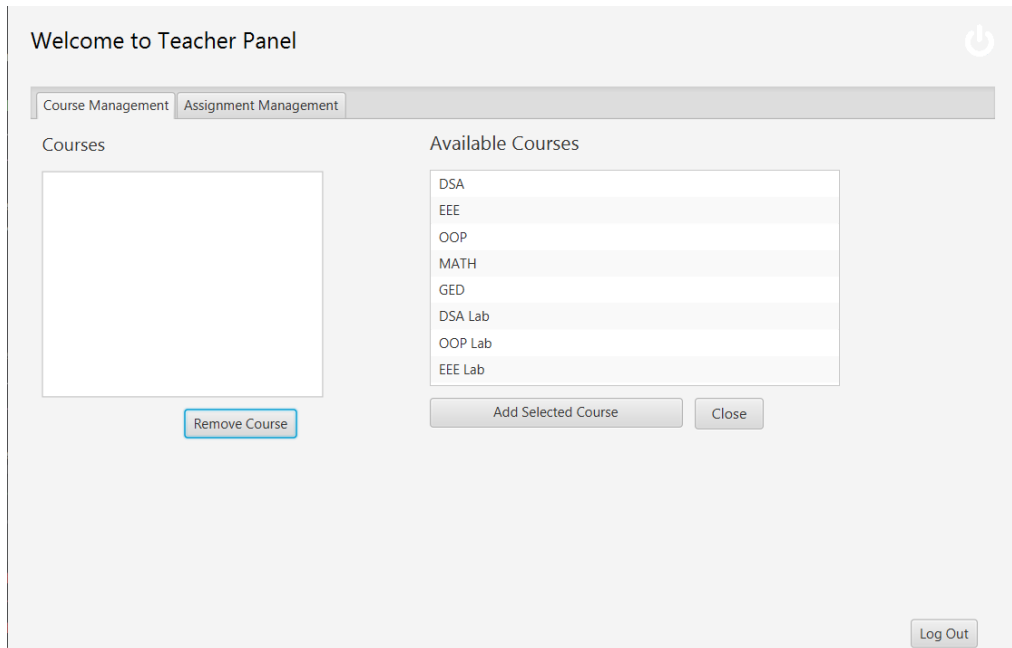 Welcome to Teacher Panel
Course Management
Assignment Management
Courses
Available Courses
DSA
EEE
OOP
MATH
GED
DSA Lab
OOP Lab
EEE Lab
Remove Course
Add Selected Course
Close
Log Out